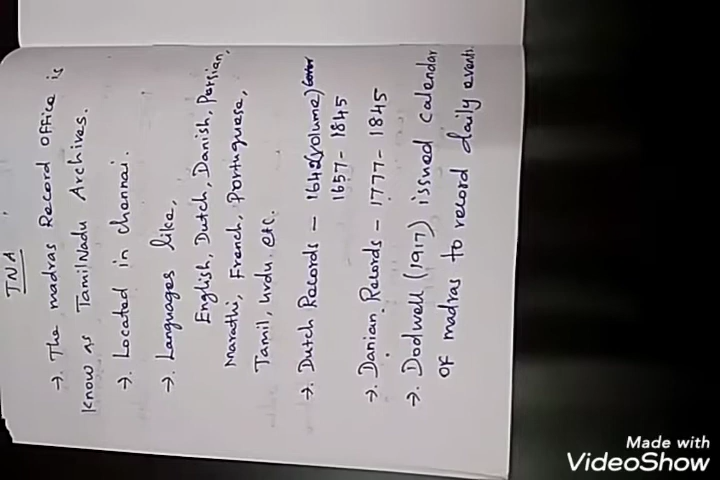 TNA
→ The madras Record office is
know as TamilNadu Archives.
→. Located in chennai.
→. Languages like,
English, Dutch, Danish, Persian,
Marathi, French, Portuguese,
Tamil, urdu. etc.
→. Dutch Records - 1642(volume)
1657 - 1845
→. Danian Records - 1777 - 1845
→. Dodwell (1917) issued calendar
of madras to record daily events.
Made with
VideoShow